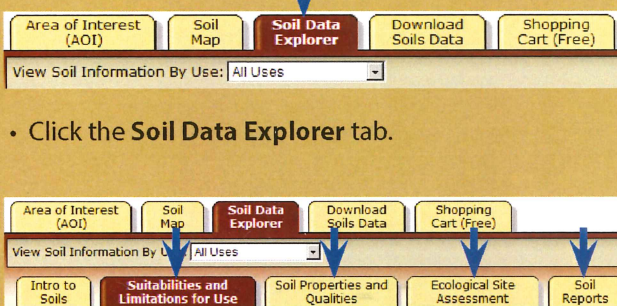 Area of Interest (AOI) Soil Map Soil Data Explorer Download Soils Data Shopping Cart (Free)
View Soil Information By Use: All Uses
• Click the Soil Data Explorer tab.
Area of Interest (AOI) Soil Map Soil Data Explorer Download Soils Data Shopping Cart (Free)
View Soil Information By Use: All Uses
Intro to Soils Suitabilities and Limitations for Use Soil Properties and Qualities Ecological Site Assessment Soil Reports